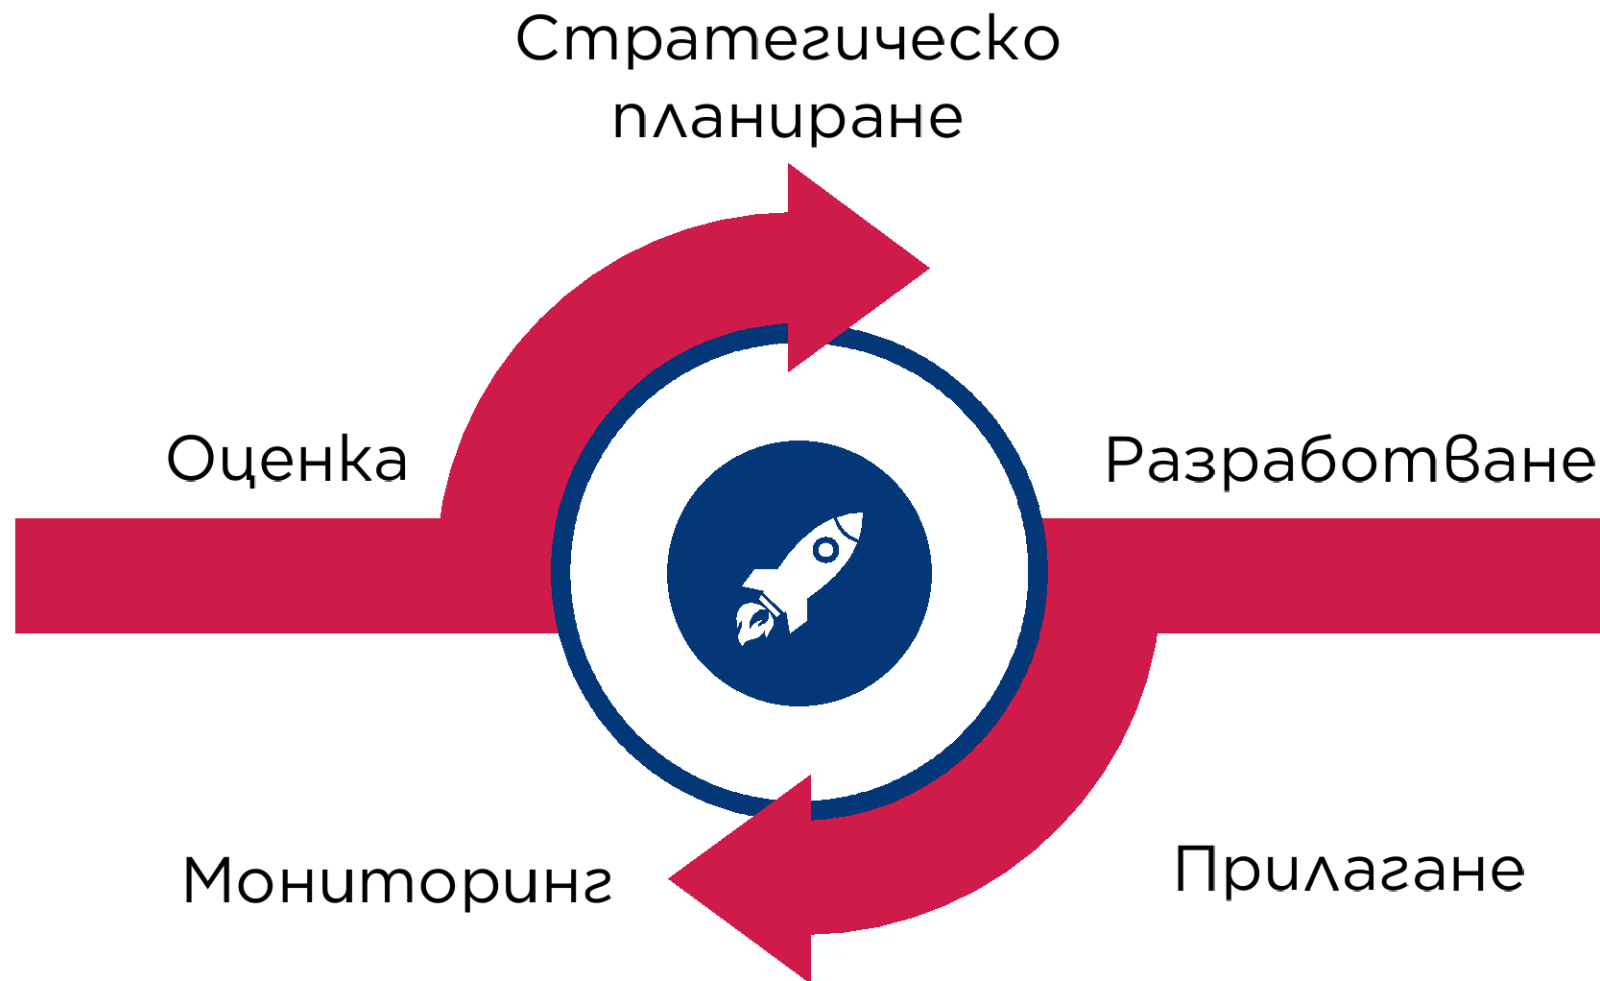 Стратегическо
планиране
Оценка
Разработване
Мониторинг
Прилагане